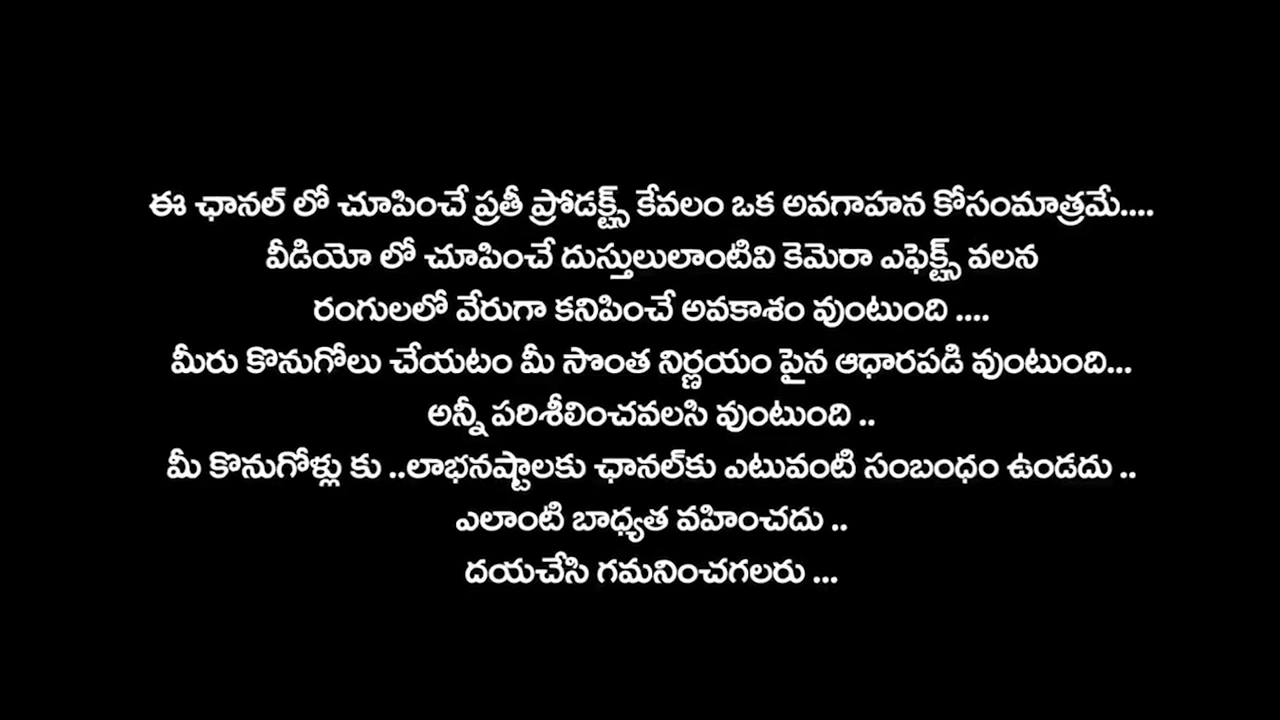 ఈ ఛానల్ లో చూపించే ప్రతీ ప్రోడక్ట్స్ కేవలం ఒక అవగాహన కోసంమాత్రమే....
వీడియో లో చూపించే దుస్తులులాంటివి కెమెరా ఎఫెక్ట్స్ వలన
రంగులలో వేరుగా కనిపించే అవకాశం వుంటుంది ....
మీరు కొనుగోలు చేయటం మీ సొంత నిర్ణయం పైన ఆధారపడి వుంటుంది...
అన్నీ పరిశీలించవలసి వుంటుంది ..
మీ కొనుగోళ్లు కు ..లాభనష్టాలకు ఛానల్‌కు ఎటువంటి సంబంధం ఉండదు ..
ఎలాంటి బాధ్యత వహించదు ..
దయచేసి గమనించగలరు ...